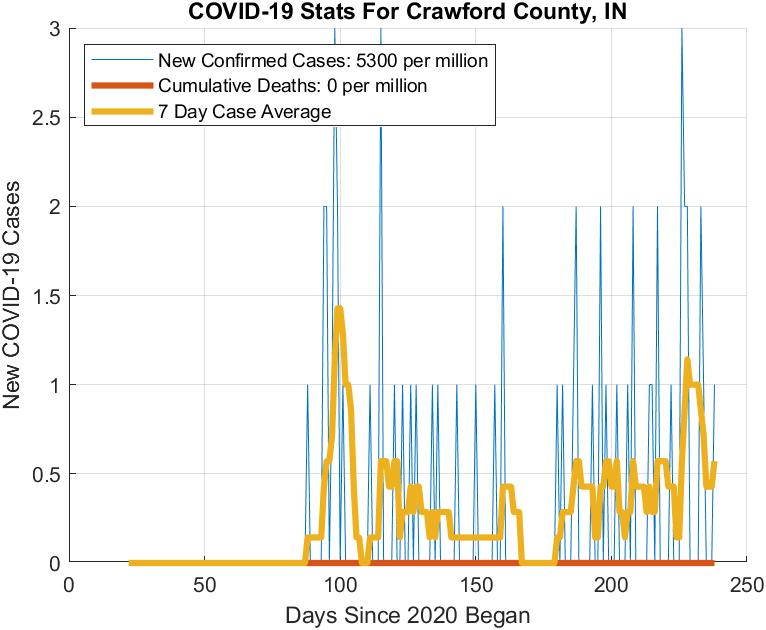 COVID-19 Stats For Crawford County, IN
New Confirmed Cases: 5300 per million
Cumulative Deaths: 0 per million
7 Day Case Average
New COVID-19 Cases
3
2.5
2
1.5
1
0.5
0
0 50 100 150 200 250
Days Since 2020 Began